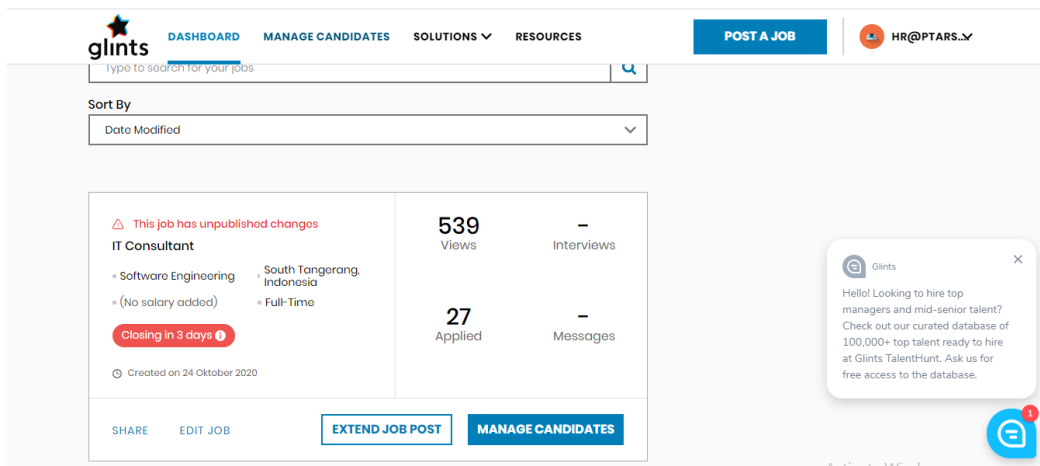 glints
DASHBOARD MANAGE CANDIDATES SOLUTIONS RESOURCES POST A JOB HR@PTARS...
Type to search for your jobs
Sort By
Date Modified
This job has unpublished changes
IT Consultant
Software Engineering
South Tangerang,
Indonesia
(No salary added)
Full-Time
Closing in 3 days
Created on 24 Oktober 2020
539
Views
-
Interviews
27
Applied
-
Messages
SHARE EDIT JOB EXTEND JOB POST MANAGE CANDIDATES
Glints
Hello! Looking to hire top
managers and mid-senior talent?
Check out our curated database of
100,000+ top talent ready to hire
at Glints TalentHunt. Ask us for
free access to the database.
1